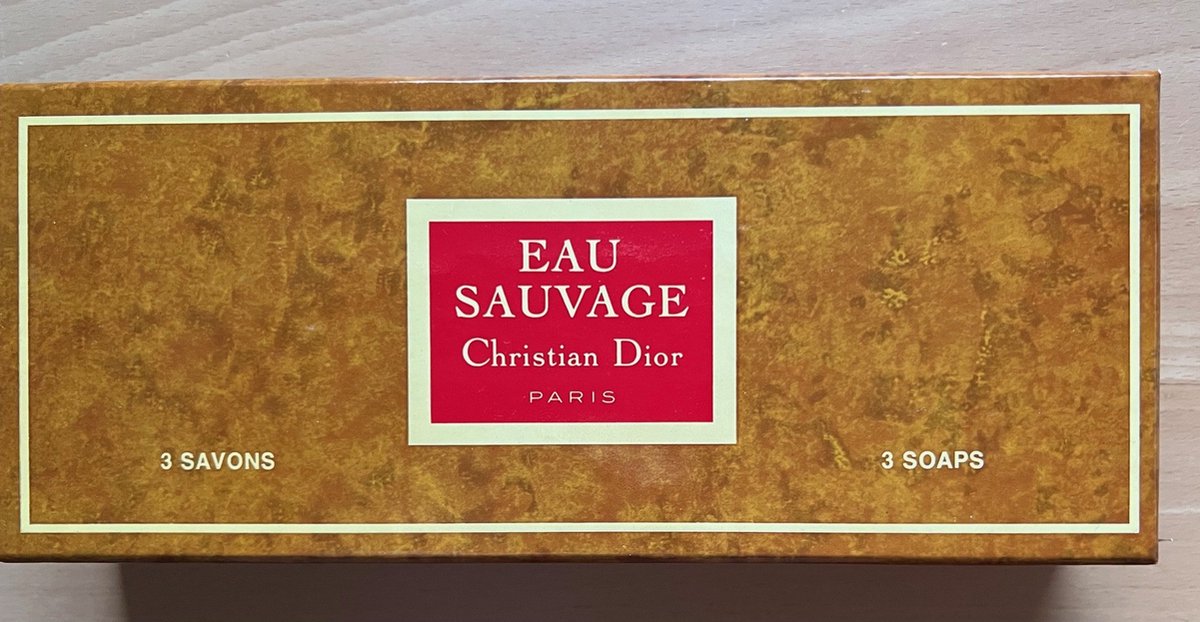 EAU
SAUVAGE
Christian Dior
PARIS
3 SAVONS
3 SOAPS